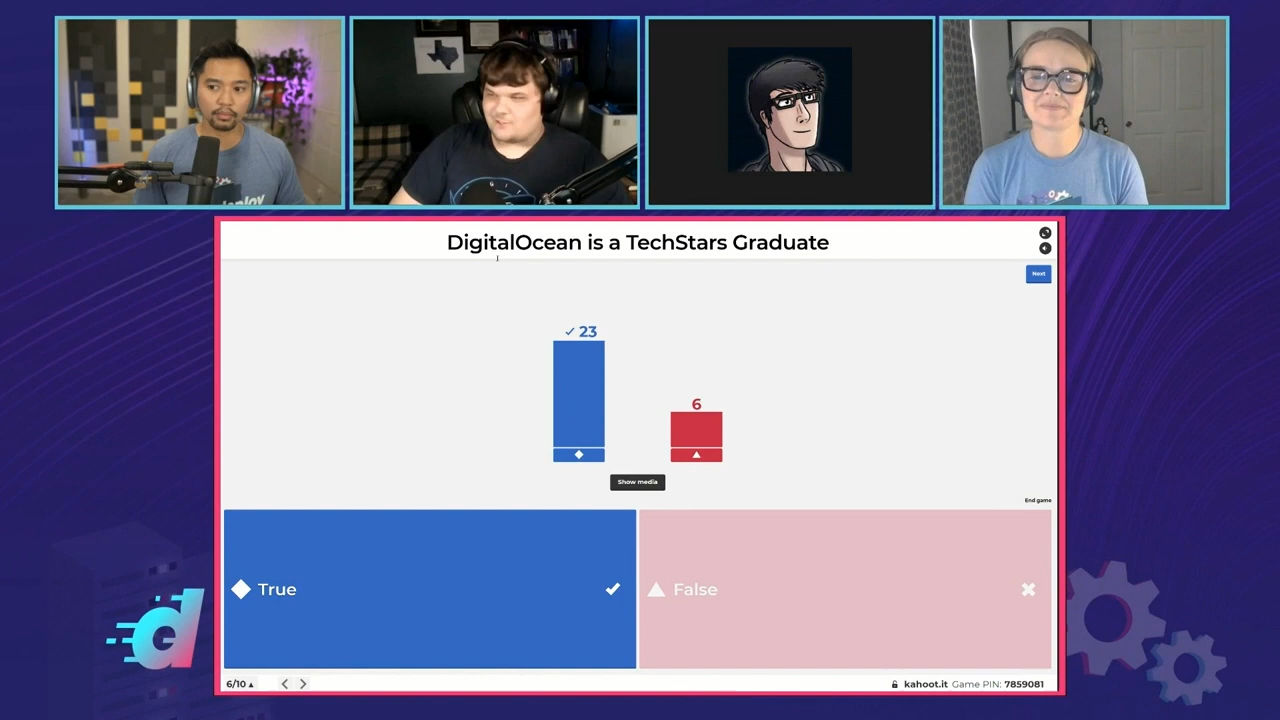 DigitalOcean is a TechStars Graduate
Next
23
6
Show media
End game
True
False
6/10
kahoot.it Game PIN: 7859081
d